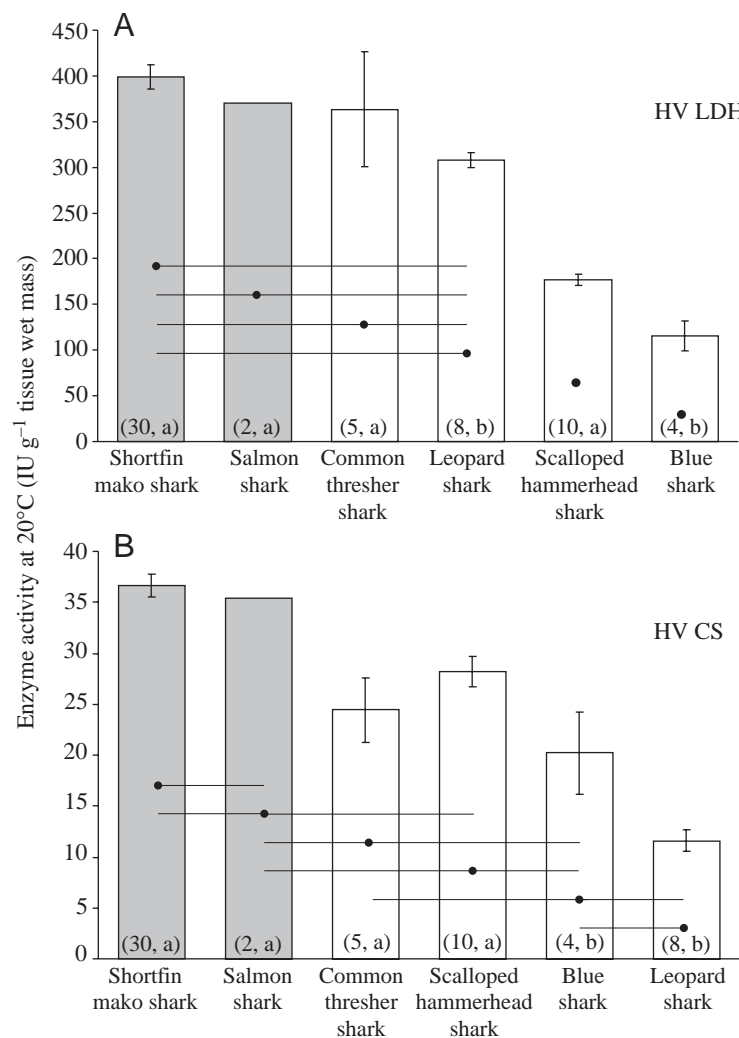 A
450
400
350
300
250
200
150
100
50
0
HV LDH
(30, a) (2, a) (5, a) (8, b) (10, a) (4, b)
Shortfin Salmon Common Leopard Scalloped Blue
mako shark shark thresher shark hammerhead shark
shark shark
Enzyme activity at 20°C (IU g⁻¹ tissue wet mass)
B
40
35
30
25
20
15
10
5
0
HV CS
(30, a) (2, a) (5, a) (10, a) (4, b) (8, b)
Shortfin Salmon Common Scalloped Blue Leopard
mako shark shark thresher hammerhead shark shark
shark shark